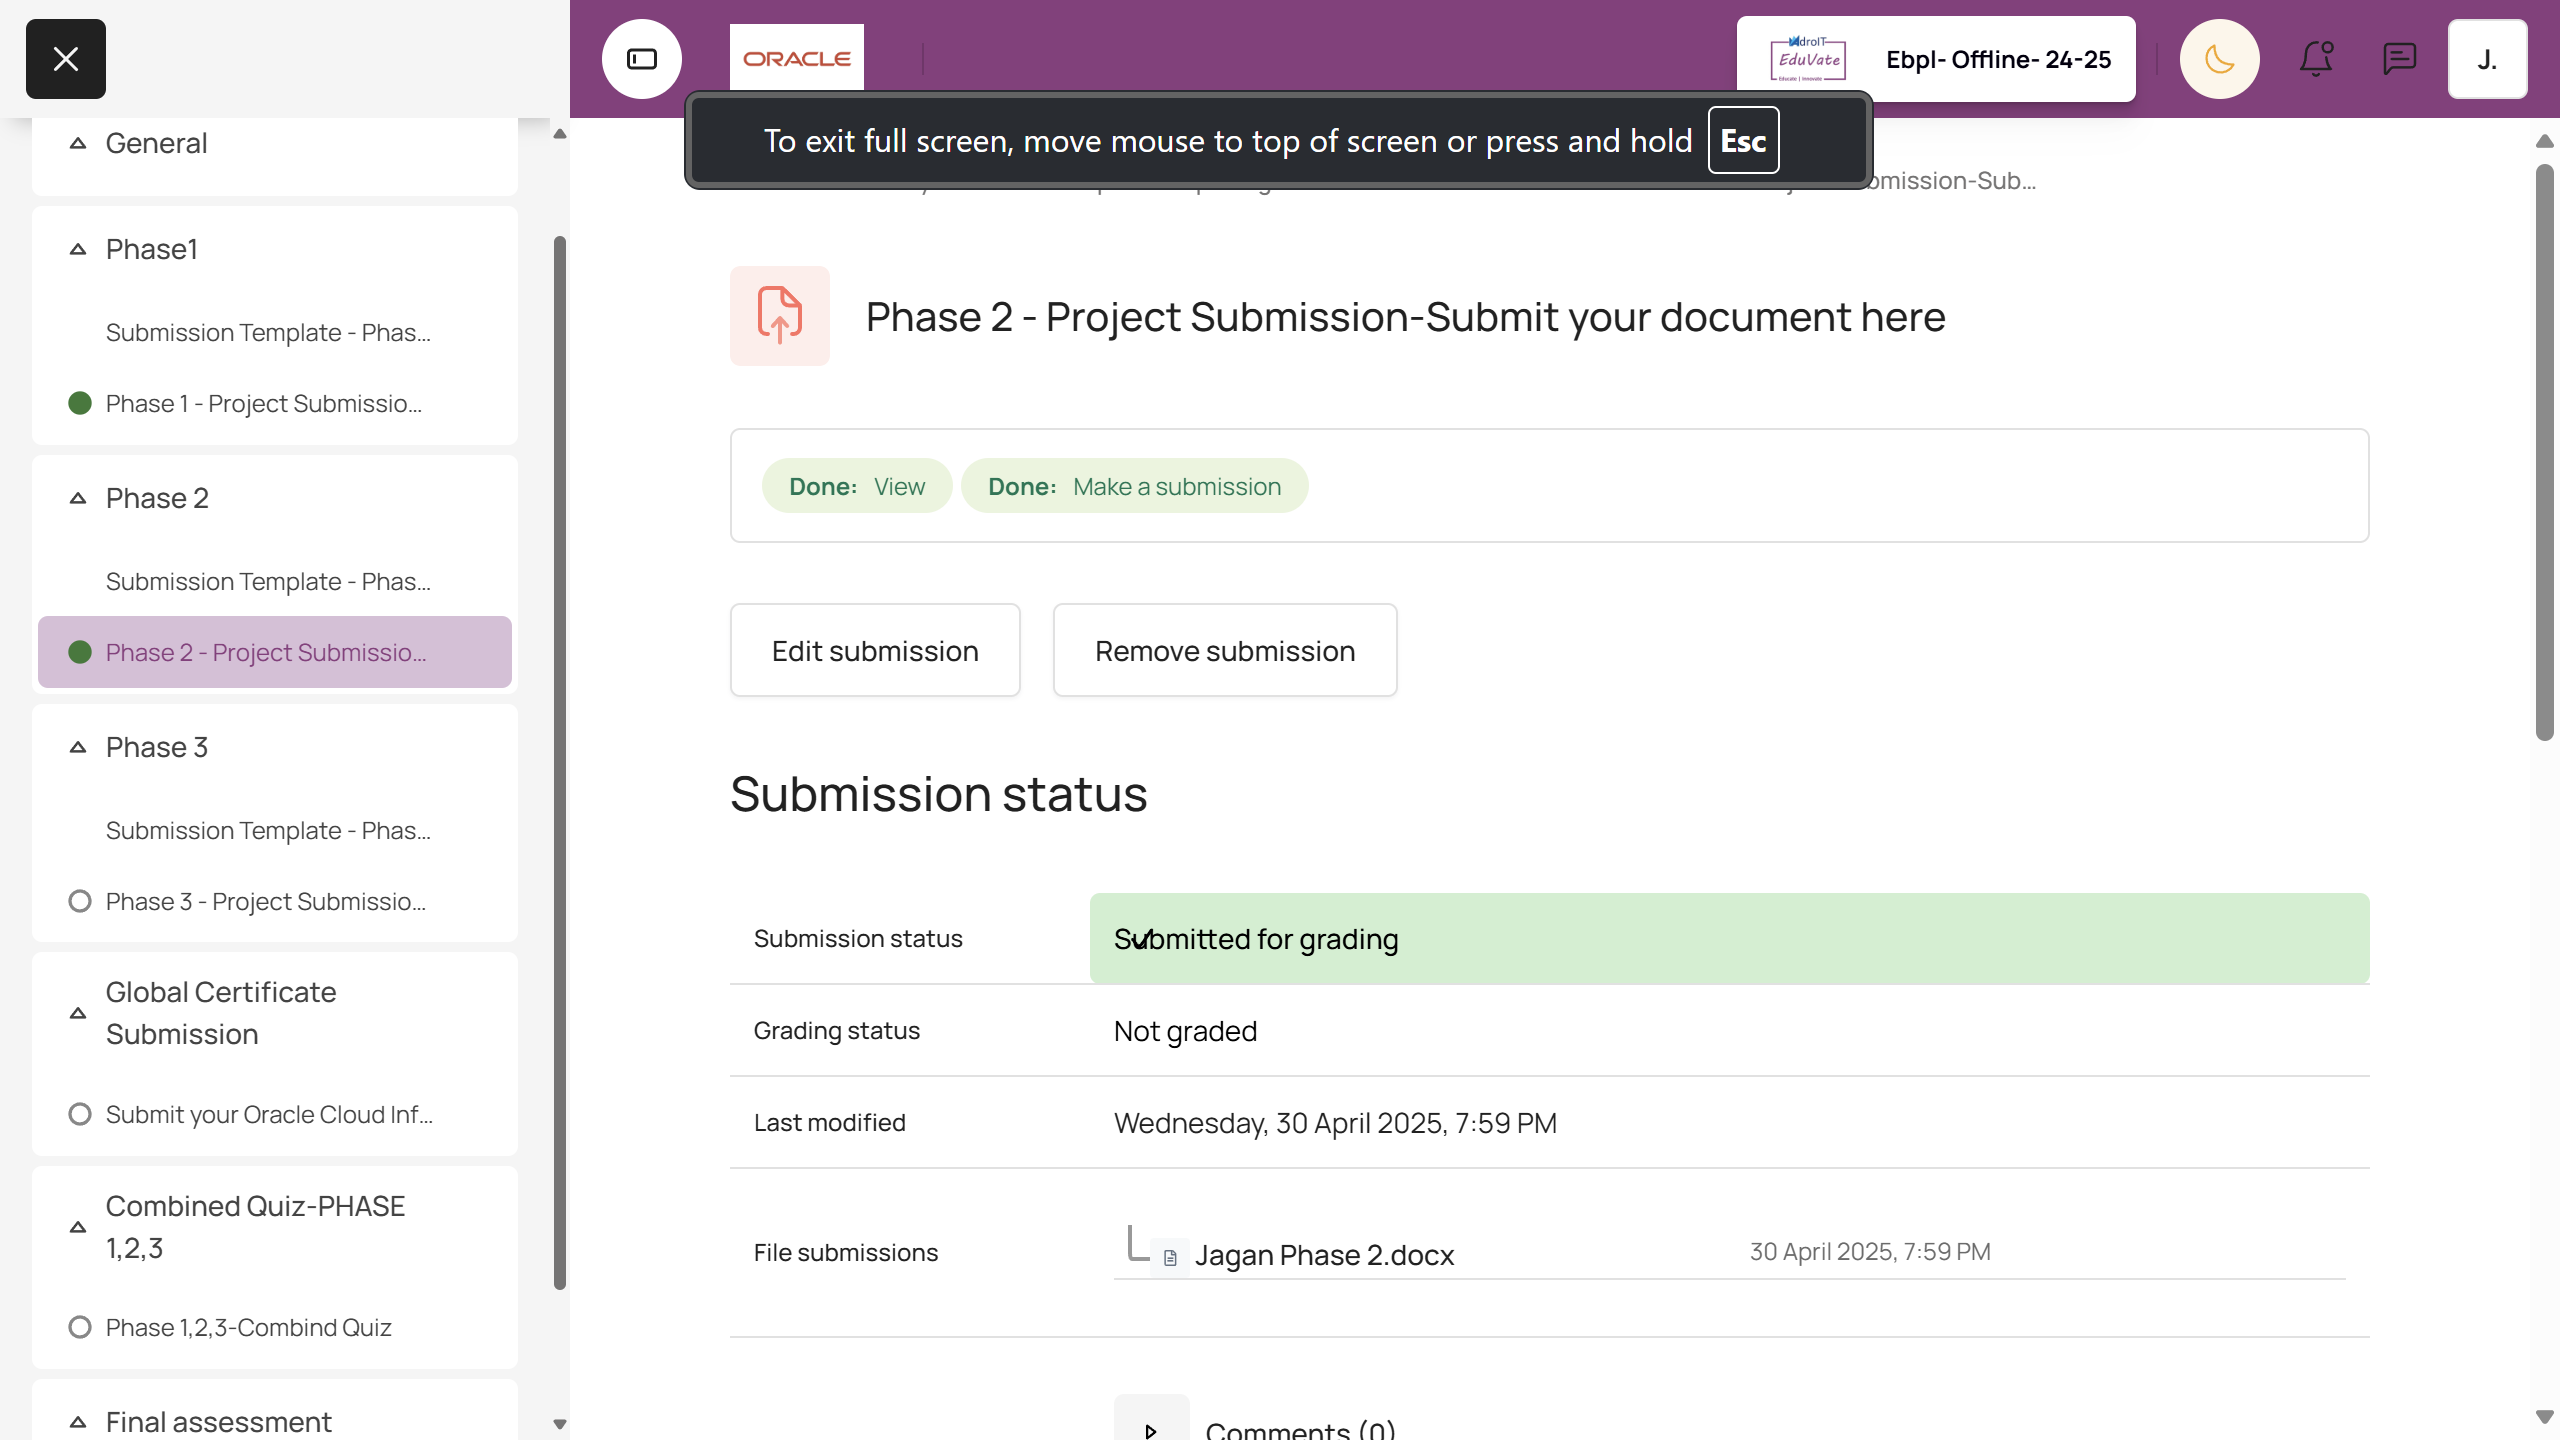 ORACLE
AdroIT
EduVate
Educate | Innovate
Ebpl- Offline- 24-25
J.
To exit full screen, move mouse to top of screen or press and hold Esc
bmission-Sub...
General
Phase1
Submission Template - Phas...
Phase 1 - Project Submissio...
Phase 2
Submission Template - Phas...
Phase 2 - Project Submissio...
Phase 3
Submission Template - Phas...
Phase 3 - Project Submissio...
Global Certificate
Submission
Submit your Oracle Cloud Inf...
Combined Quiz-PHASE
1,2,3
Phase 1,2,3-Combind Quiz
Final assessment
Phase 2 - Project Submission-Submit your document here
Done: View Done: Make a submission
Edit submission Remove submission
Submission status
Submission status Submitted for grading
Grading status Not graded
Last modified Wednesday, 30 April 2025, 7:59 PM
File submissions Jagan Phase 2.docx 30 April 2025, 7:59 PM
Comments (0)